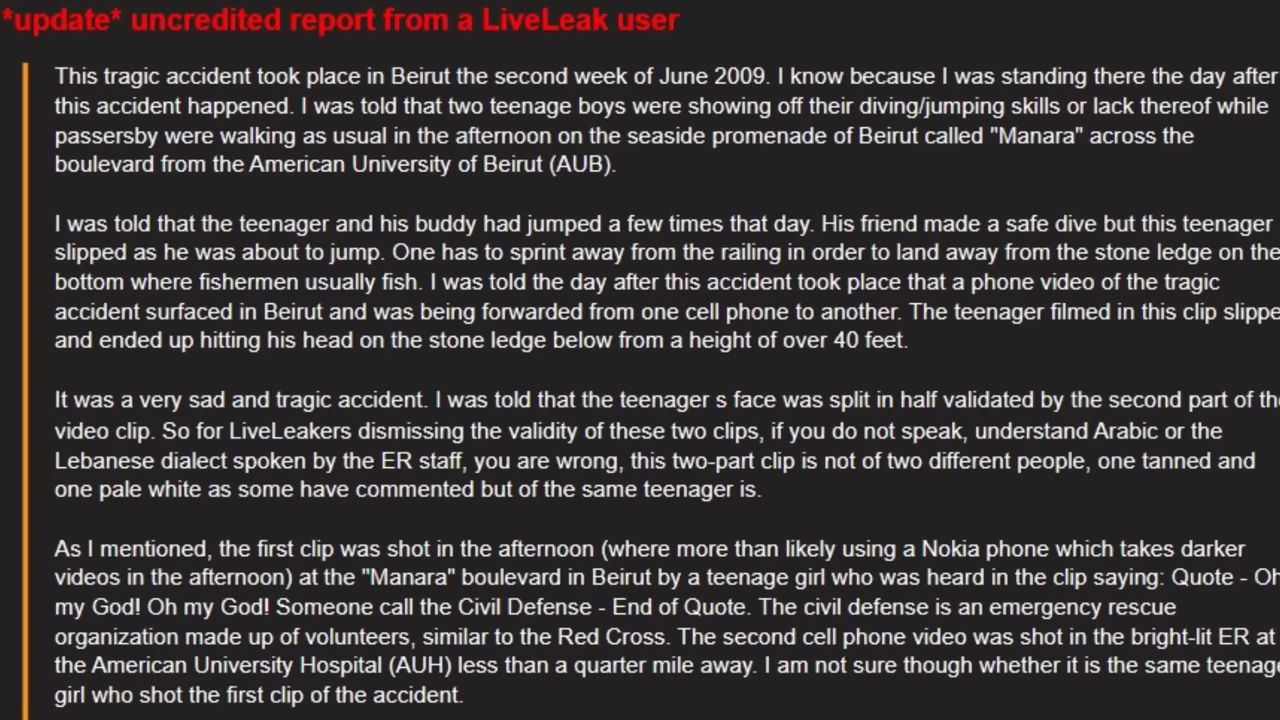 *update* uncredited report from a LiveLeak user
This tragic accident took place in Beirut the second week of June 2009. I know because I was standing there the day after
this accident happened. I was told that two teenage boys were showing off their diving/jumping skills or lack thereof while
passersby were walking as usual in the afternoon on the seaside promenade of Beirut called "Manara" across the
boulevard from the American University of Beirut (AUB).
I was told that the teenager and his buddy had jumped a few times that day. His friend made a safe dive but this teenager
slipped as he was about to jump. One has to sprint away from the railing in order to land away from the stone ledge on the
bottom where fishermen usually fish. I was told the day after this accident took place that a phone video of the tragic
accident surfaced in Beirut and was being forwarded from one cell phone to another. The teenager filmed in this clip slippe
and ended up hitting his head on the stone ledge below from a height of over 40 feet.
It was a very sad and tragic accident. I was told that the teenager s face was split in half validated by the second part of the
video clip. So for LiveLeakers dismissing the validity of these two clips, if you do not speak, understand Arabic or the
Lebanese dialect spoken by the ER staff, you are wrong, this two-part clip is not of two different people, one tanned and
one pale white as some have commented but of the same teenager is.
As I mentioned, the first clip was shot in the afternoon (where more than likely using a Nokia phone which takes darker
videos in the afternoon) at the "Manara" boulevard in Beirut by a teenage girl who was heard in the clip saying: Quote - Oh
my God! Oh my God! Someone call the Civil Defense - End of Quote. The civil defense is an emergency rescue
organization made up of volunteers, similar to the Red Cross. The second cell phone video was shot in the bright-lit ER at
the American University Hospital (AUH) less than a quarter mile away. I am not sure though whether it is the same teenage
girl who shot the first clip of the accident.